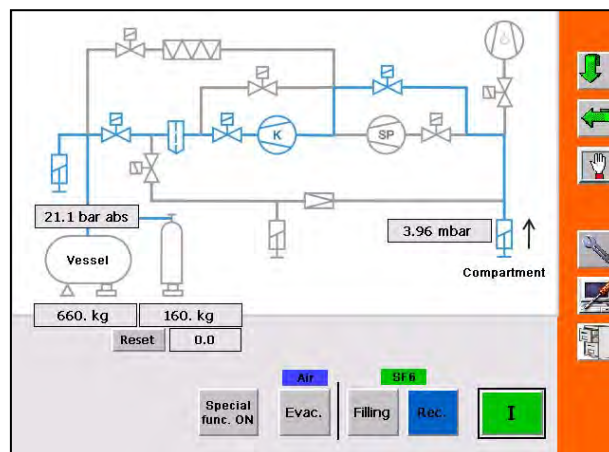 K
SP
21.1 bar abs
3.96 mbar
Vessel
Compartment
660. kg
160. kg
Reset
0.0
Air
SF6
Special
func. ON
Evac.
Filling
Rec.
I